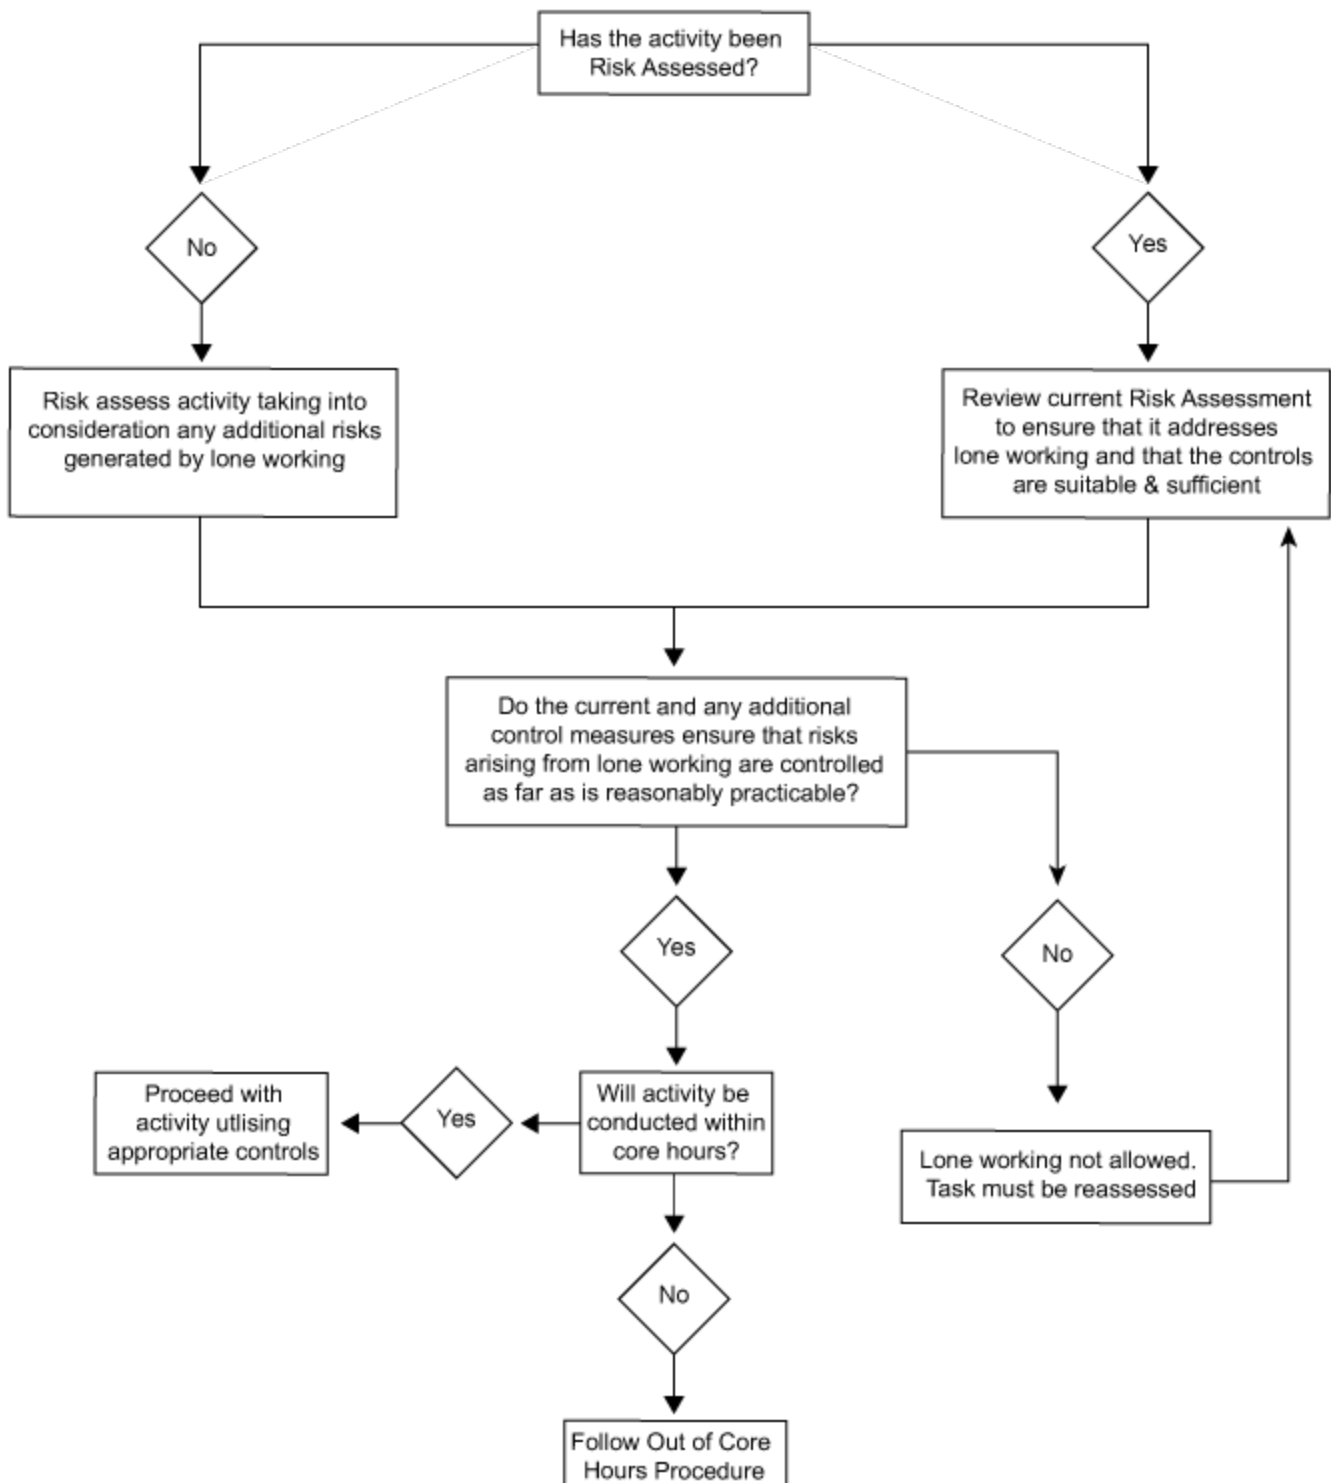 Has the activity been
Risk Assessed?
No
Yes
Risk assess activity taking into
consideration any additional risks
generated by lone working
Review current Risk Assessment
to ensure that it addresses
lone working and that the controls
are suitable & sufficient
Do the current and any additional
control measures ensure that risks
arising from lone working are controlled
as far as is reasonably practicable?
Yes
No
Proceed with
activity utlising
appropriate controls
Yes
Will activity be
conducted within
core hours?
Lone working not allowed.
Task must be reassessed
No
Follow Out of Core
Hours Procedure